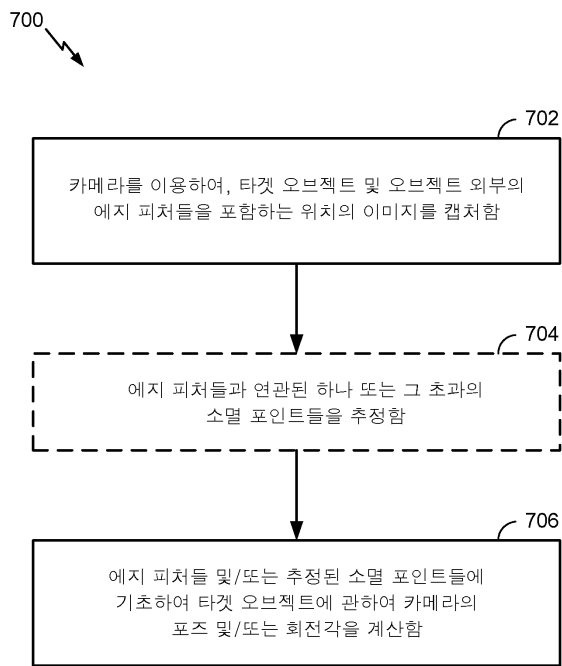 700
702
카메라를 이용하여, 타겟 오브젝트 및 오브젝트 외부의
에지 피처들을 포함하는 위치의 이미지를 캡처함
704
에지 피처들과 연관된 하나 또는 그 초과의
소멸 포인트들을 추정함
706
에지 피처들 및/또는 추정된 소멸 포인트들에
기초하여 타겟 오브젝트에 관하여 카메라의
포즈 및/또는 회전각을 계산함